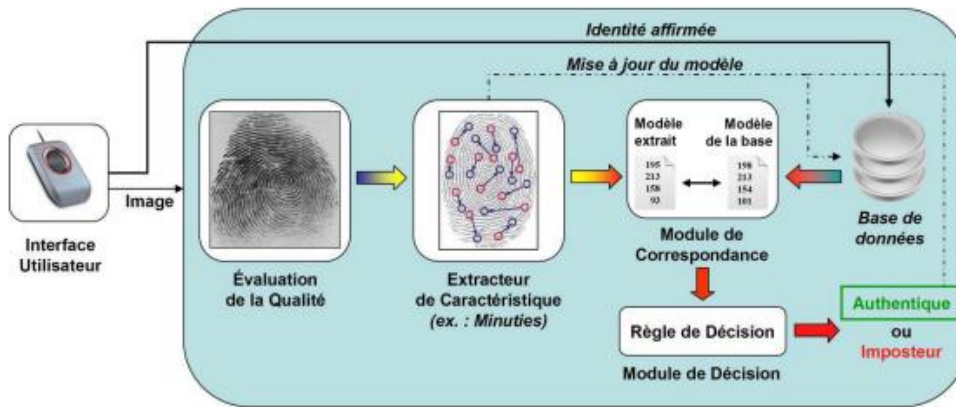 Identité affirmée
Mise à jour du modèle
Modèle
extrait
195
213
158
93
Modèle
de la base
198
213
154
101
Image
Interface
Utilisateur
Évaluation
de la Qualité
Extracteur
de Caractéristique
(ex. : Minuties)
Module de
Correspondance
Base de
données
Règle de Décision
Module de Décision
Authentique
ou
Imposteur